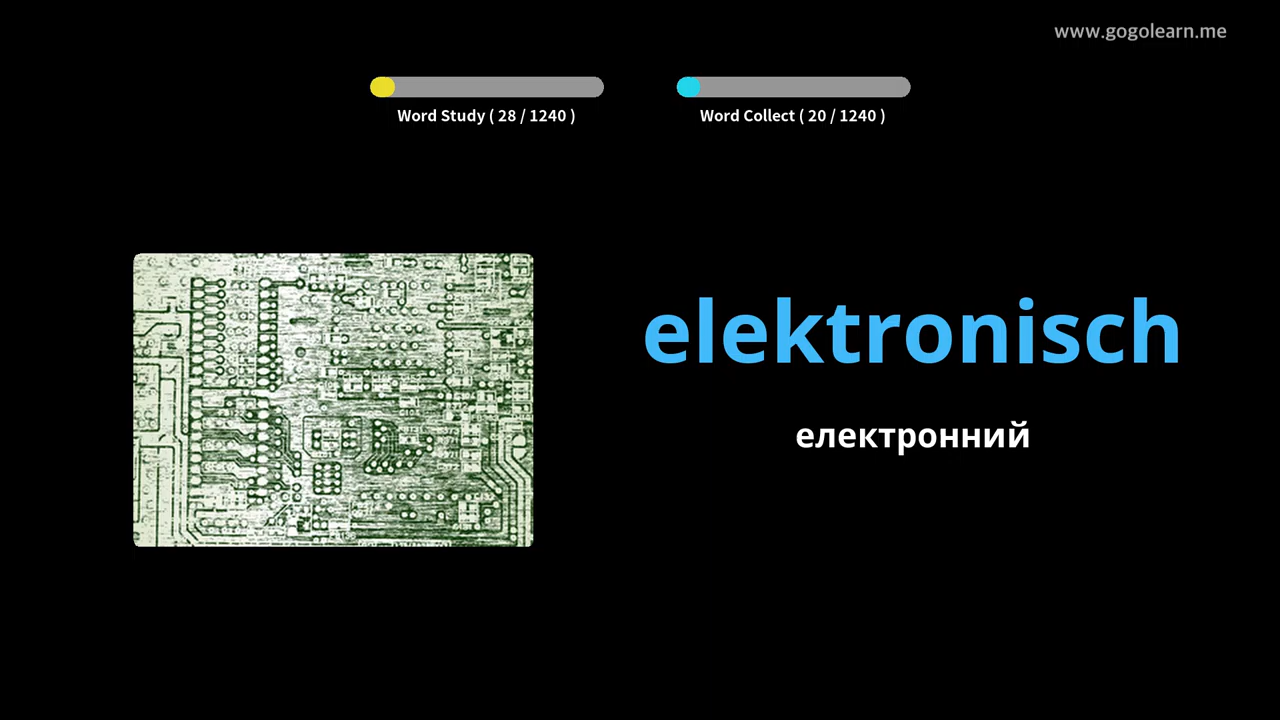 www.gogolearn.me
Word Study ( 28 / 1240 )
Word Collect ( 20 / 1240 )
elektronisch
електронний